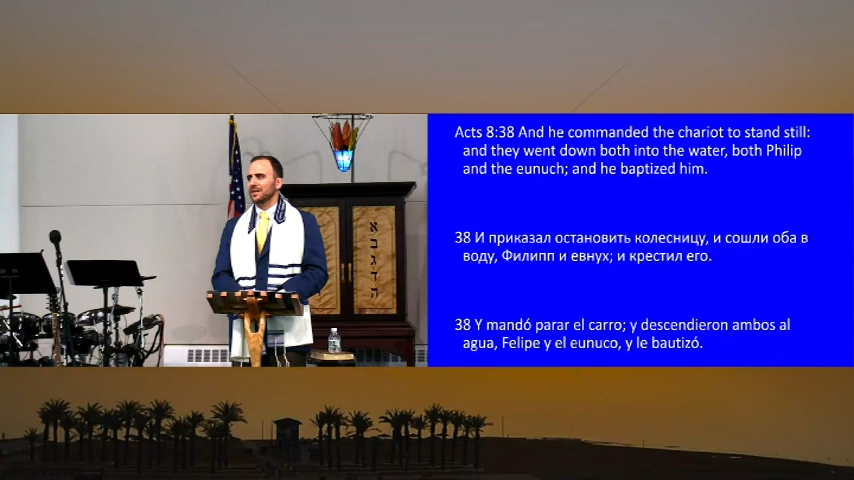 Acts 8:38 And he commanded the chariot to stand still:
and they went down both into the water, both Philip
and the eunuch; and he baptized him.
38 И приказал остановить колесницу, и сошли оба в
воду, Филипп и евнух; и крестил его.
38 Y mandó parar el carro; y descendieron ambos al
agua, Felipe y el eunuco, y le bautizó.
א
ב
ג
ד
ה